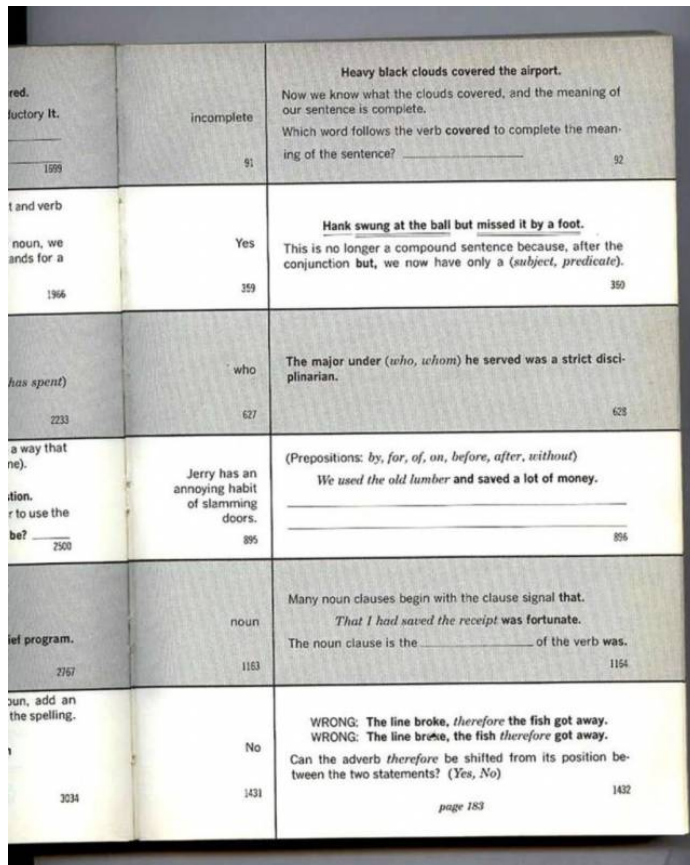 red.
ductory It.
1699
t and verb
noun, we
ands for a
1966
has spent)
2233
a way that
ne).
tion.
r to use the
be?
2500
ief program.
2767
oun, add an
the spelling.
3034
incomplete
91
Heavy black clouds covered the airport.
Now we know what the clouds covered, and the meaning of
our sentence is complete.
Which word follows the verb covered to complete the mean-
ing of the sentence?
92
Yes
359
Hank swung at the ball but missed it by a foot.
This is no longer a compound sentence because, after the
conjunction but, we now have only a (subject, predicate).
360
who
627
The major under (who, whom) he served was a strict disci-
plinarian.
628
Jerry has an
annoying habit
of slamming
doors.
895
(Prepositions: by, for, of, on, before, after, without)
We used the old lumber and saved a lot of money.
896
noun
1163
Many noun clauses begin with the clause signal that.
That I had saved the receipt was fortunate.
The noun clause is the ______ of the verb was.
1164
No
1431
WRONG: The line broke, therefore the fish got away.
WRONG: The line broke, the fish therefore got away.
Can the adverb therefore be shifted from its position be-
tween the two statements? (Yes, No)
1432
page 183